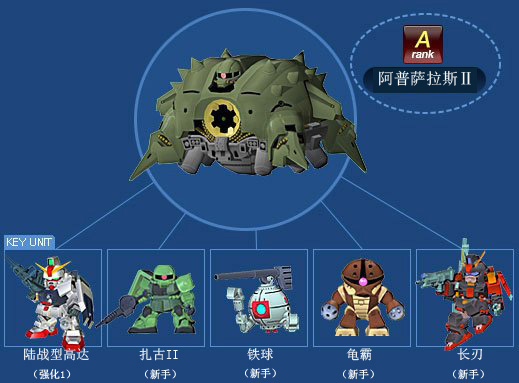 A
rank
阿普萨拉斯II
KEY UNIT
陆战型高达
（强化1）
扎古II
（新手）
铁球
（新手）
龟霸
（新手）
长刃
（新手）